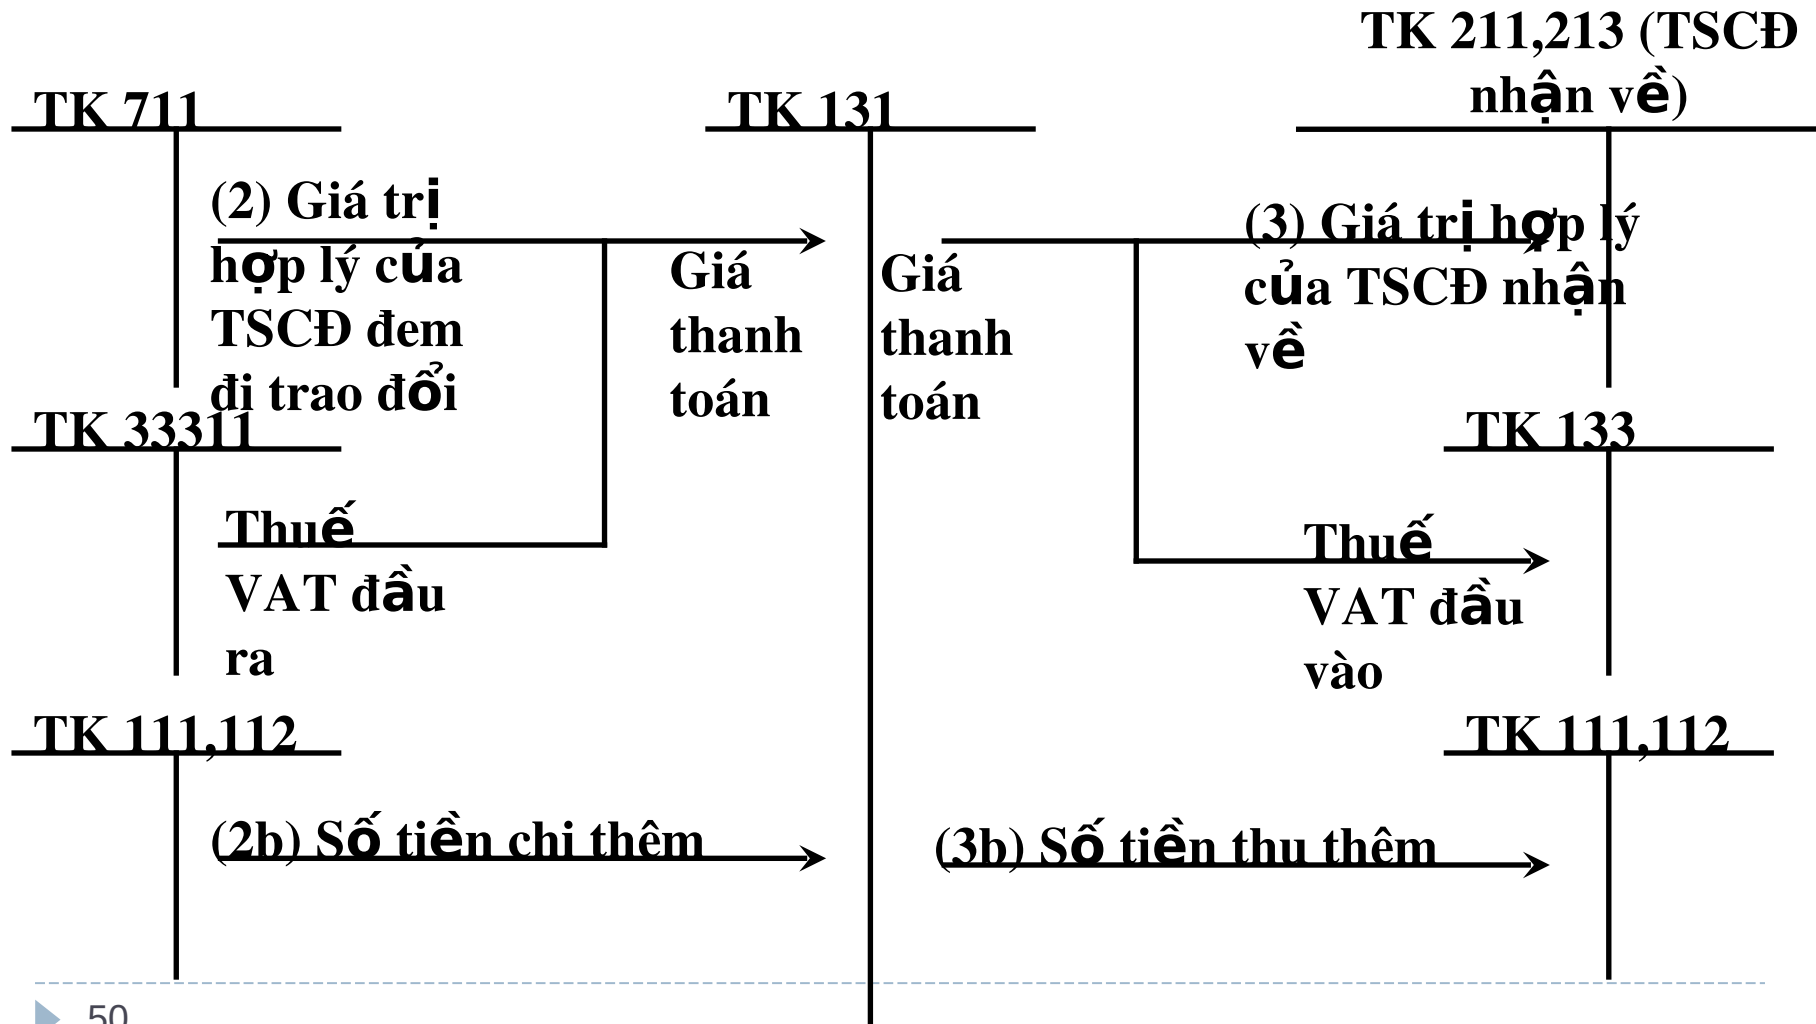 TK 211,213 (TSCĐ
nhận về)
TK 711
TK 131
(2) Giá trị
hợp lý của
TSCĐ đem
đi trao đổi
Giá
thanh
toán
Giá
thanh
toán
(3) Giá trị hợp lý
của TSCĐ nhận
về
TK 33311
TK 133
Thuế
VAT đầu
ra
Thuế
VAT đầu
vào
TK 111,112
TK 111,112
(2b) Số tiền chi thêm
(3b) Số tiền thu thêm
50